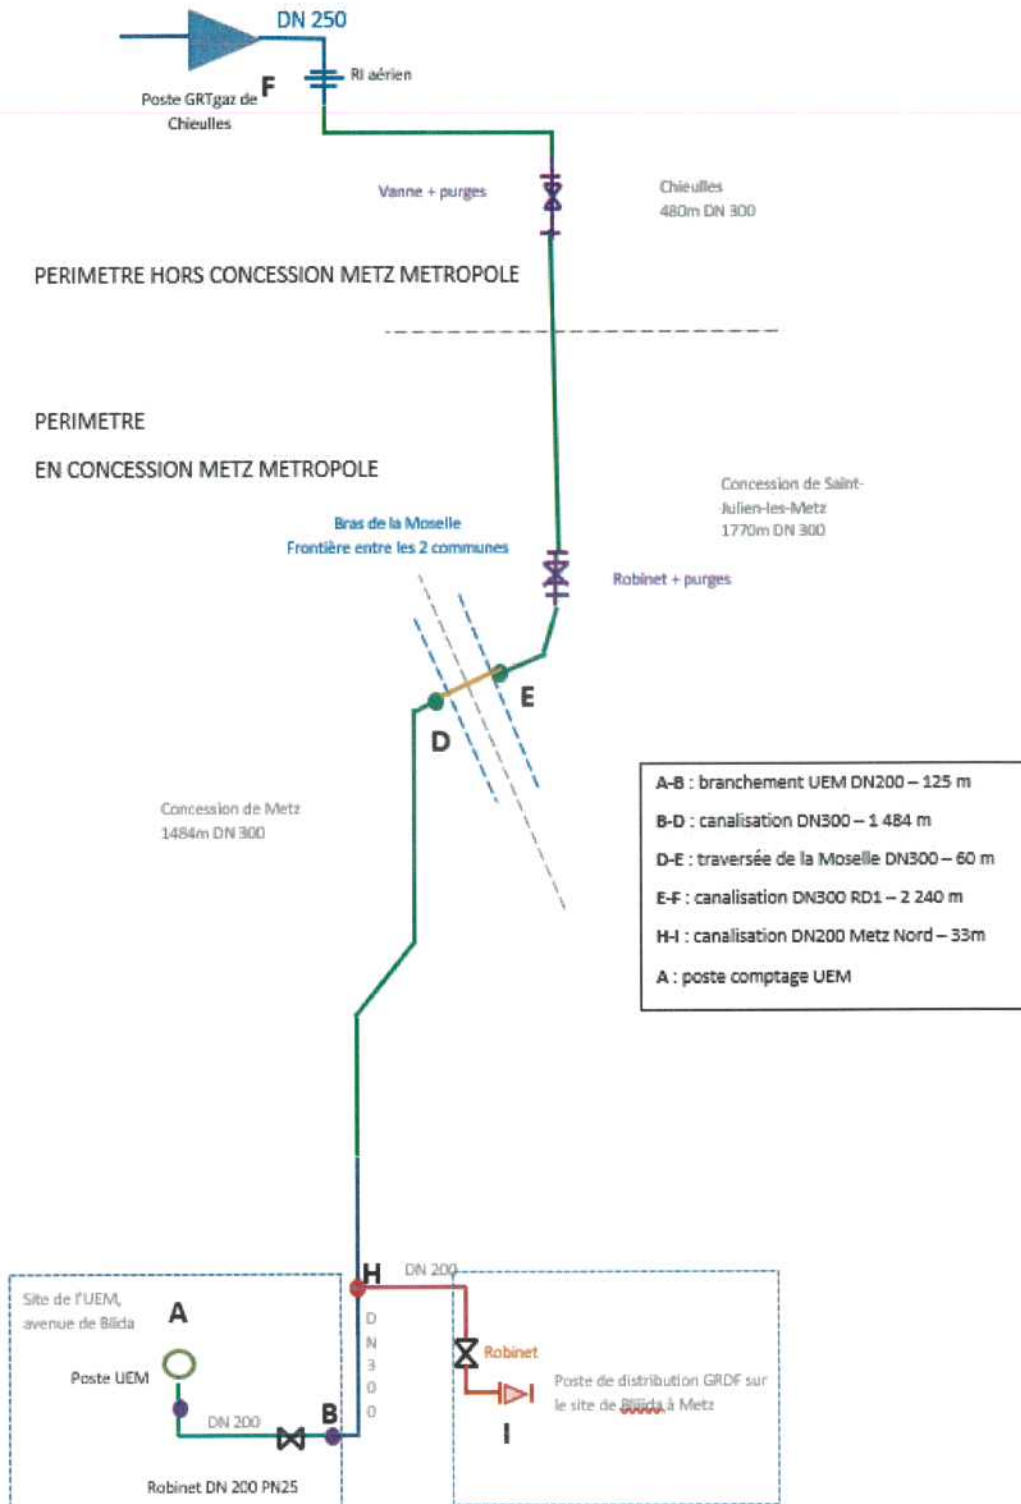 DN 250
RI aérien
F
Poste GRTgaz de
Chieulles
Vanne + purges
Chieulles
480m DN 300
PERIMETRE HORS CONCESSION METZ METROPOLE
PERIMETRE
EN CONCESSION METZ METROPOLE
Concession de Saint-
Julien-les-Metz
1770m DN 300
Bras de la Moselle
Frontière entre les 2 communes
Robinet + purges
E
D
A-B : branchement UEM DN200 – 125 m
B-D : canalisation DN300 – 1 484 m
D-E : traversée de la Moselle DN300 – 60 m
E-F : canalisation DN300 RD1 – 2 240 m
H-I : canalisation DN200 Metz Nord – 33m
A : poste comptage UEM
Concession de Metz
1484m DN 300
H
DN 200
Site de l'UEM,
avenue de Blida
A
DN300
Robinet
Poste UEM
Poste de distribution GRDF sur
le site de à Metz
DN 200
B
I
Robinet DN 200 PN25